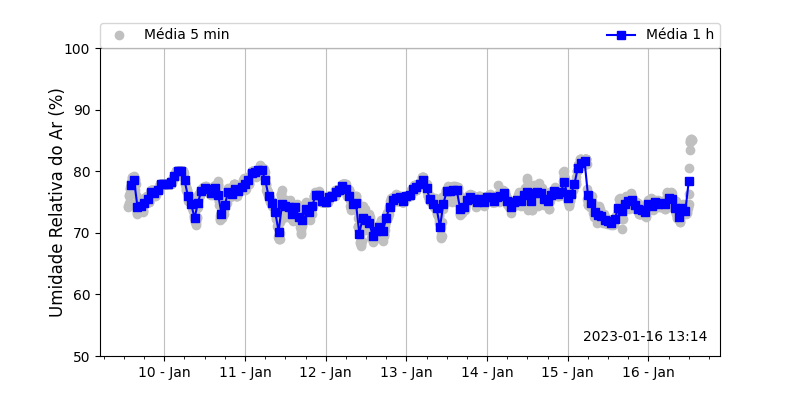 Média 5 min
Média 1 h
Umidade Relativa do Ar (%)
100
90
80
70
60
50
2023-01-16 13:14
10 - Jan
11 - Jan
12 - Jan
13 - Jan
14 - Jan
15 - Jan
16 - Jan